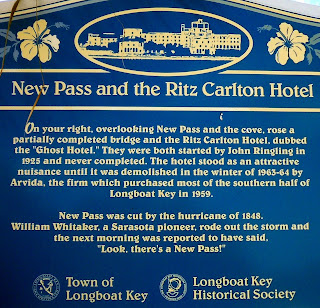 New Pass and the Ritz Carlton Hotel
On your right, overlooking New Pass and the cove, rose a
partially completed bridge and the Ritz Carlton Hotel, dubbed
the "Ghost Hotel." They were both started by John Ringling in
1925 and never completed. The hotel stood as an attractive
nuisance until it was demolished in the winter of 1963-64 by
Arvida, the firm which purchased most of the southern half of
Longboat Key in 1959.
New Pass was cut by the hurricane of 1848.
William Whitaker, a Sarasota pioneer, rode out the storm and
the next morning was reported to have said,
"Look, there's a New Pass!"
Town of
Longboat Key
Longboat Key
Historical Society